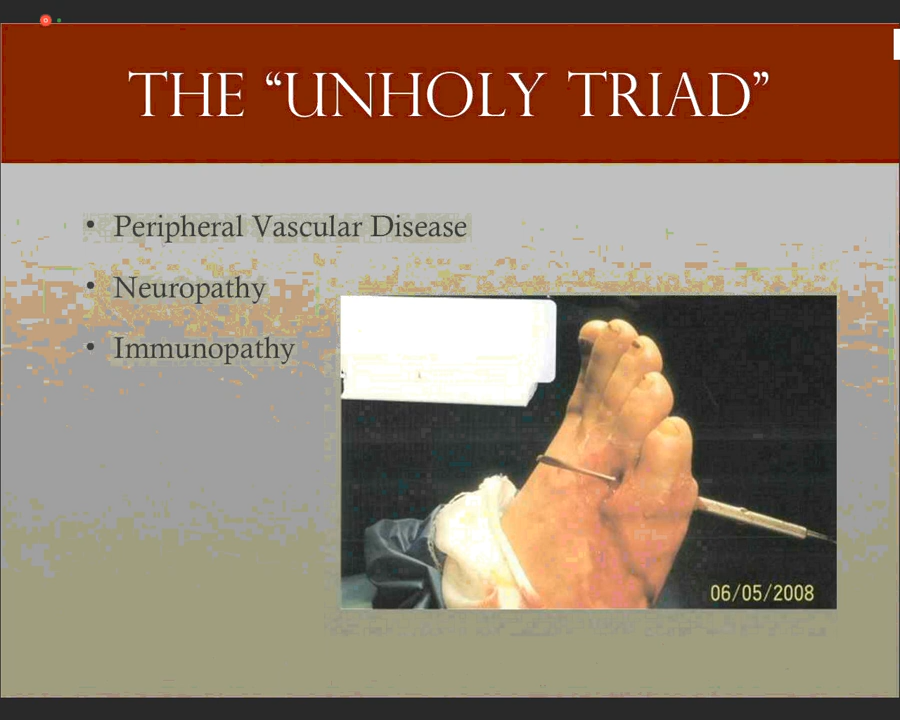 THE “UNHOLY TRIAD”
• Peripheral Vascular Disease
• Neuropathy
• Immunopathy
06/05/2008